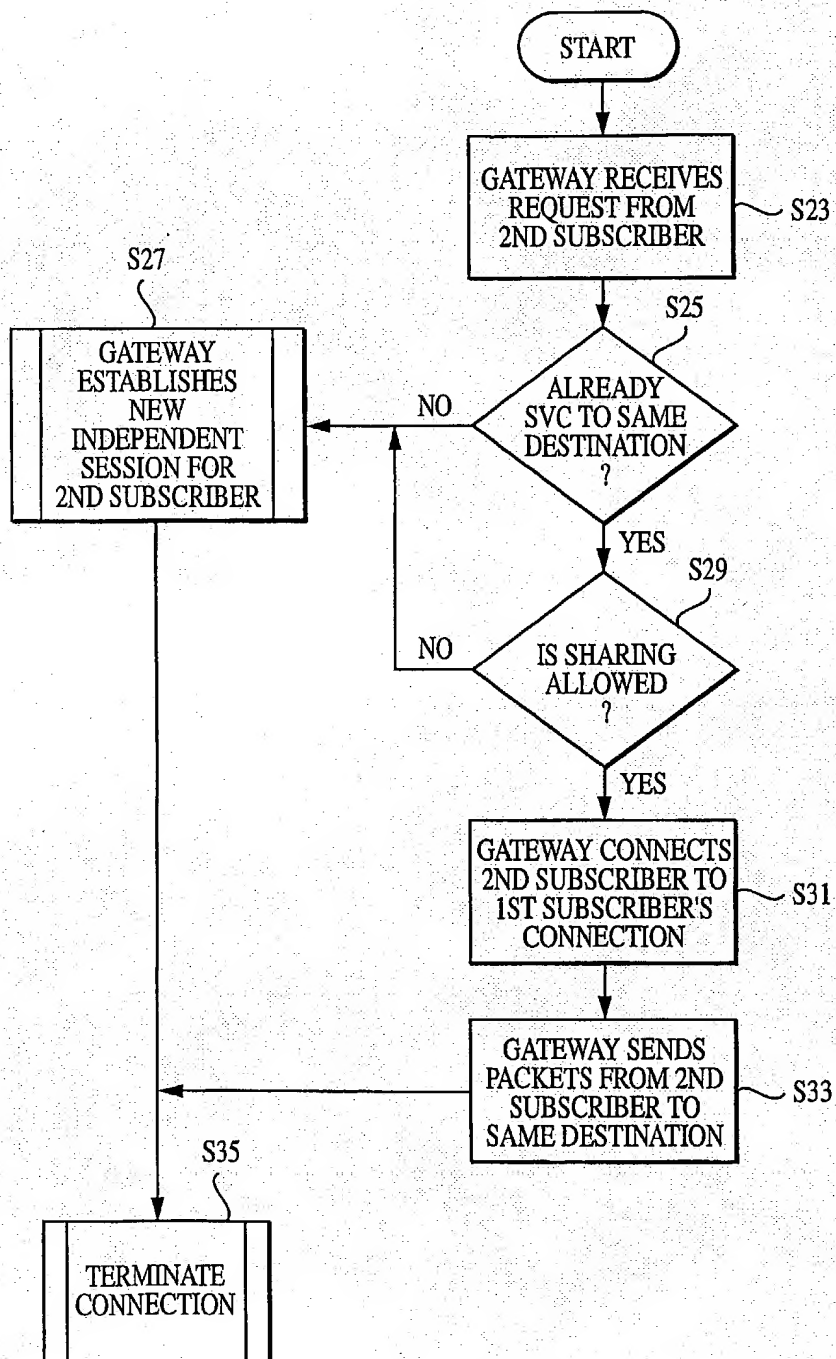 START
GATEWAY RECEIVES
REQUEST FROM
2ND SUBSCRIBER
S23
S27
GATEWAY
ESTABLISHES
NEW
INDEPENDENT
SESSION FOR
2ND SUBSCRIBER
S25
ALREADY
SVC TO SAME
DESTINATION
?
NO
YES
S29
IS SHARING
ALLOWED
?
NO
YES
GATEWAY CONNECTS
2ND SUBSCRIBER TO
1ST SUBSCRIBER'S
CONNECTION
S31
GATEWAY SENDS
PACKETS FROM 2ND
SUBSCRIBER TO
SAME DESTINATION
S33
S35
TERMINATE
CONNECTION